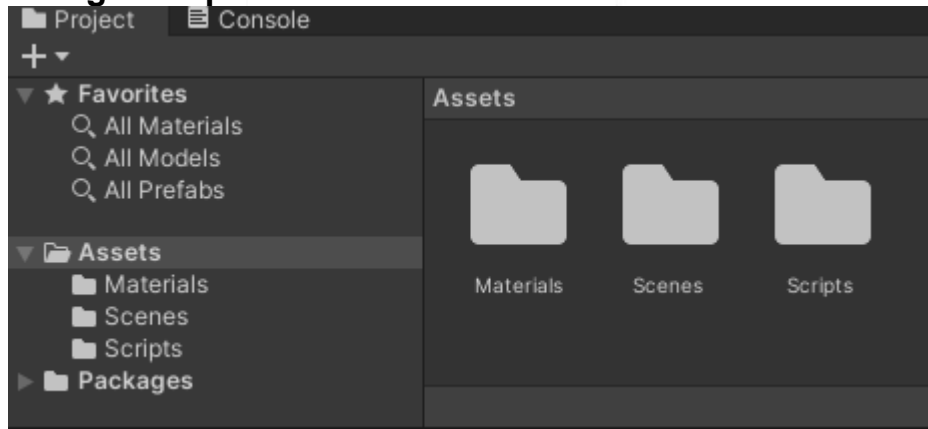 Project Console
Favorites
All Materials
All Models
All Prefabs
Assets
Materials
Scenes
Scripts
Packages
Assets
Materials Scenes Scripts